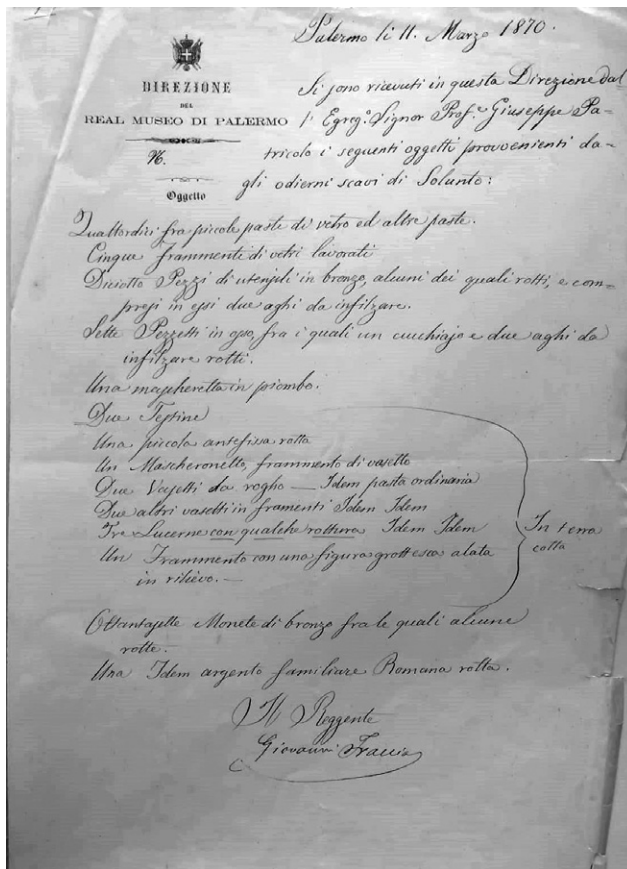 Palermo li 11. Marzo 1870.
DIREZIONE
DEL
REAL MUSEO DI PALERMO
N.
Oggetto
Si sono ricevuti in questa Direzione dal-
l'Egreg.º Signor Prof.e Giuseppe Pa-
tricolo i seguenti oggetti provvenienti da-
gli odierni scavi di Solunto:
Quattordici fra piccole paste di vetro ed altre paste.
Cinque frammenti di vetri lavorati
Diciotto Pezzi di utensili in bronzo, alcuni dei quali rotti, e com-
presi in essi due aghi da infilzare.
Sette Pezzetti in osso, fra i quali un cucchiajo e due aghi da
infilzare rotti.
Una mascheretta in piombo.
Due Testine
Una piccola antefissa rotta
Un Mascheronetto, frammento di vasetto
Due Vasetti da rogho — Idem pasta ordinaria
Due altri vasetti in framenti Idem Idem
Tre Lucerne con qualche rottura Idem Idem
Un Frammento con una figura grottesca alata
in rilievo. —
In terra
cotta
Ottantasette Monete di bronzo fra le quali alcune
rotte.
Una Idem argento familiare Romana rotta.
Il Reggente
Giovanni Fraccia